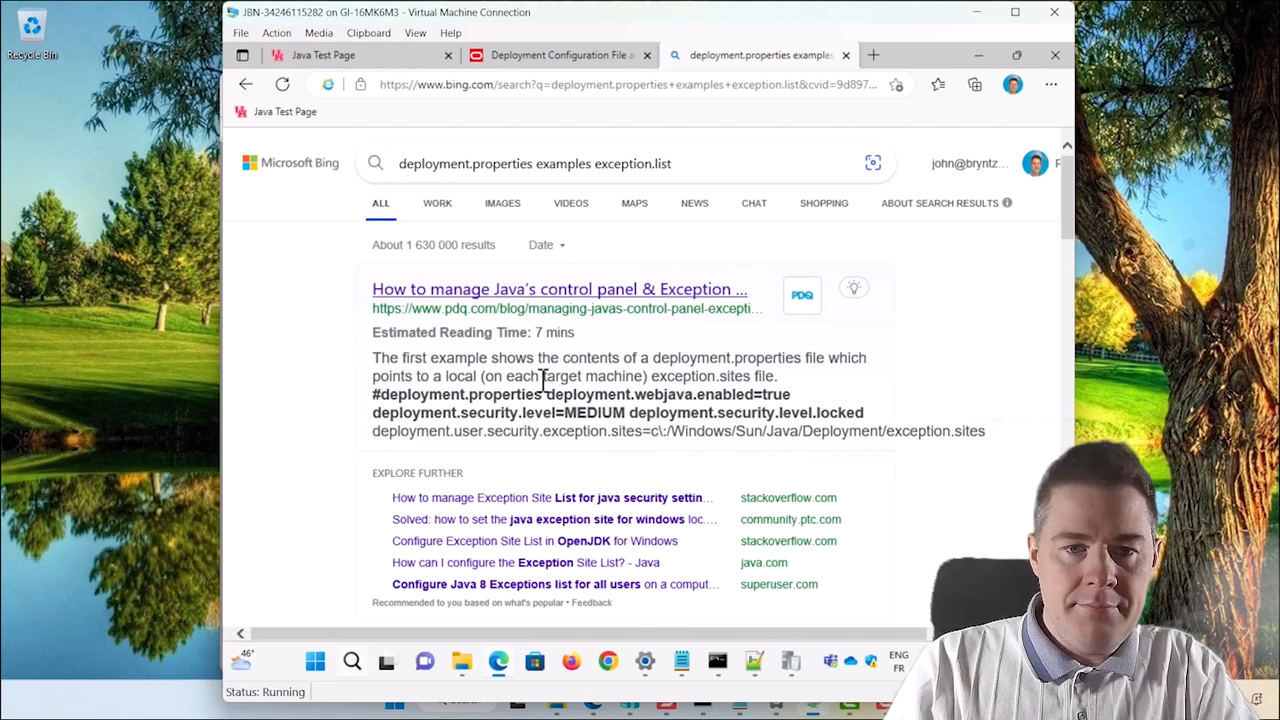 Recycle Bin
JBN-34246115282 on GI-16MK6M3 - Virtual Machine Connection
File Action Media Clipboard View Help
Java Test Page
Deployment Configuration File a
deployment.properties examples
https://www.bing.com/search?q=deployment.properties+examples+exception.list&cvid=9d897...
Java Test Page
Microsoft Bing
deployment.properties examples exception.list
john@bryntz...
ALL WORK IMAGES VIDEOS MAPS NEWS CHAT SHOPPING ABOUT SEARCH RESULTS
About 1 630 000 results Date
How to manage Java's control panel & Exception ...
https://www.pdq.com/blog/managing-javas-control-panel-excepti...
PDQ
Estimated Reading Time: 7 mins
The first example shows the contents of a deployment.properties file which
points to a local (on each target machine) exception.sites file.
#deployment.properties deployment.webjava.enabled=true
deployment.security.level=MEDIUM deployment.security.level.locked
deployment.user.security.exception.sites=c\:/Windows/Sun/Java/Deployment/exception.sites
EXPLORE FURTHER
How to manage Exception Site List for java security settin... stackoverflow.com
Solved: how to set the java exception site for windows loc.... community.ptc.com
Configure Exception Site List in OpenJDK for Windows stackoverflow.com
How can I configure the Exception Site List? - Java java.com
Configure Java 8 Exceptions list for all users on a comput... superuser.com
Recommended to you based on what's popular • Feedback
46°
ENG
FR
Status: Running